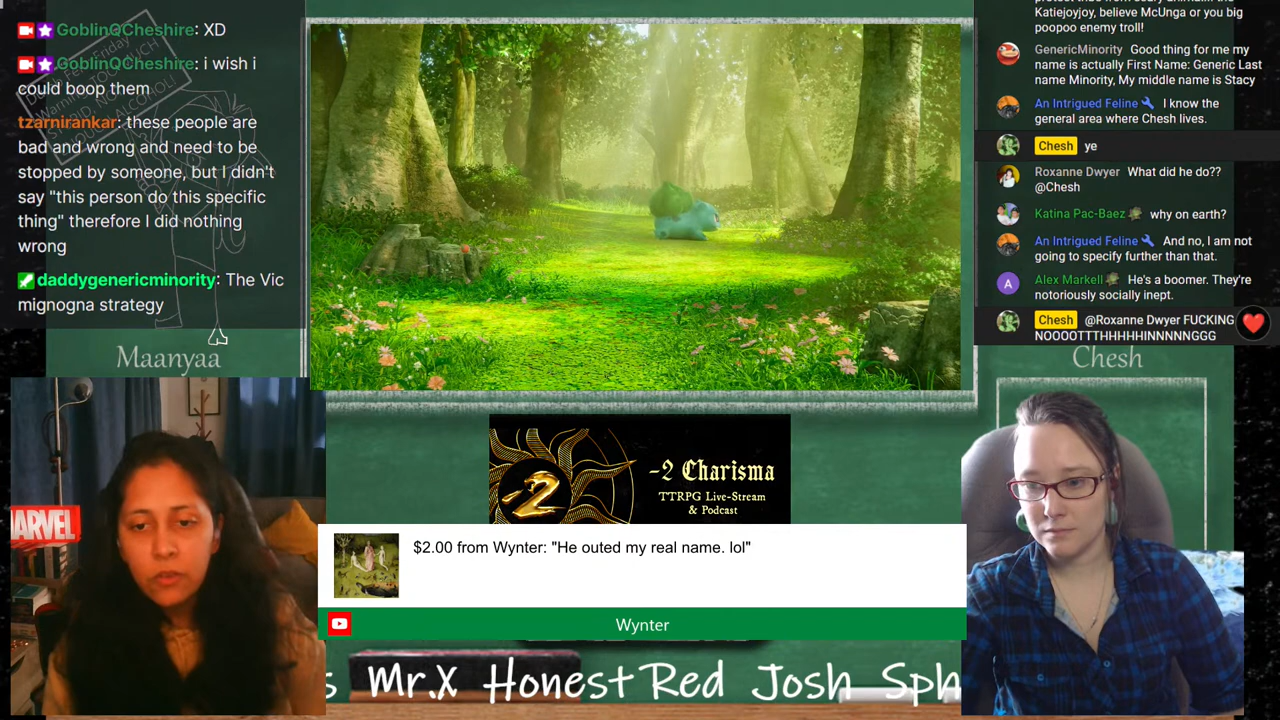 GoblinQCheshire: XD
GoblinQCheshire: i wish i
could boop them
tzarnirankar: these people are
bad and wrong and need to be
stopped by someone, but I didn't
say "this person do this specific
thing" therefore I did nothing
wrong
daddygenericminority: The Vic
mignogna strategy
Maanyaa
MARVEL
-2 Charisma
TTRPG Live-Stream
& Podcast
2
$2.00 from Wynter: "He outed my real name. lol"
Wynter
s Mr.X Honest Red Josh Sph
Katiejoyjoy, believe McUnga or you big
poopoo enemy troll!
GenericMinority Good thing for me my
name is actually First Name: Generic Last
name Minority, My middle name is Stacy
An Intrigued Feline I know the
general area where Chesh lives.
Chesh ye
Roxanne Dwyer What did he do??
@Chesh
Katina Pac-Baez why on earth?
An Intrigued Feline And no, I am not
going to specify further than that.
A
Alex Markell He's a boomer. They're
notoriously socially inept.
Chesh @Roxanne Dwyer FUCKING
NOOOOTTTHHHHHINNNNNGGG
Chesh